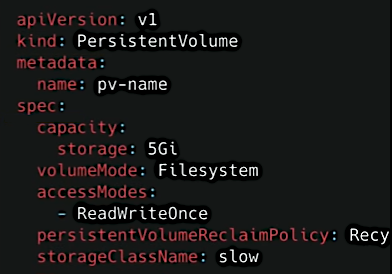 apiVersion: v1
kind: PersistentVolume
metadata:
  name: pv-name
spec:
  capacity:
    storage: 5Gi
  volumeMode: Filesystem
  accessModes:
    - ReadWriteOnce
  persistentVolumeReclaimPolicy: Recy
  storageClassName: slow